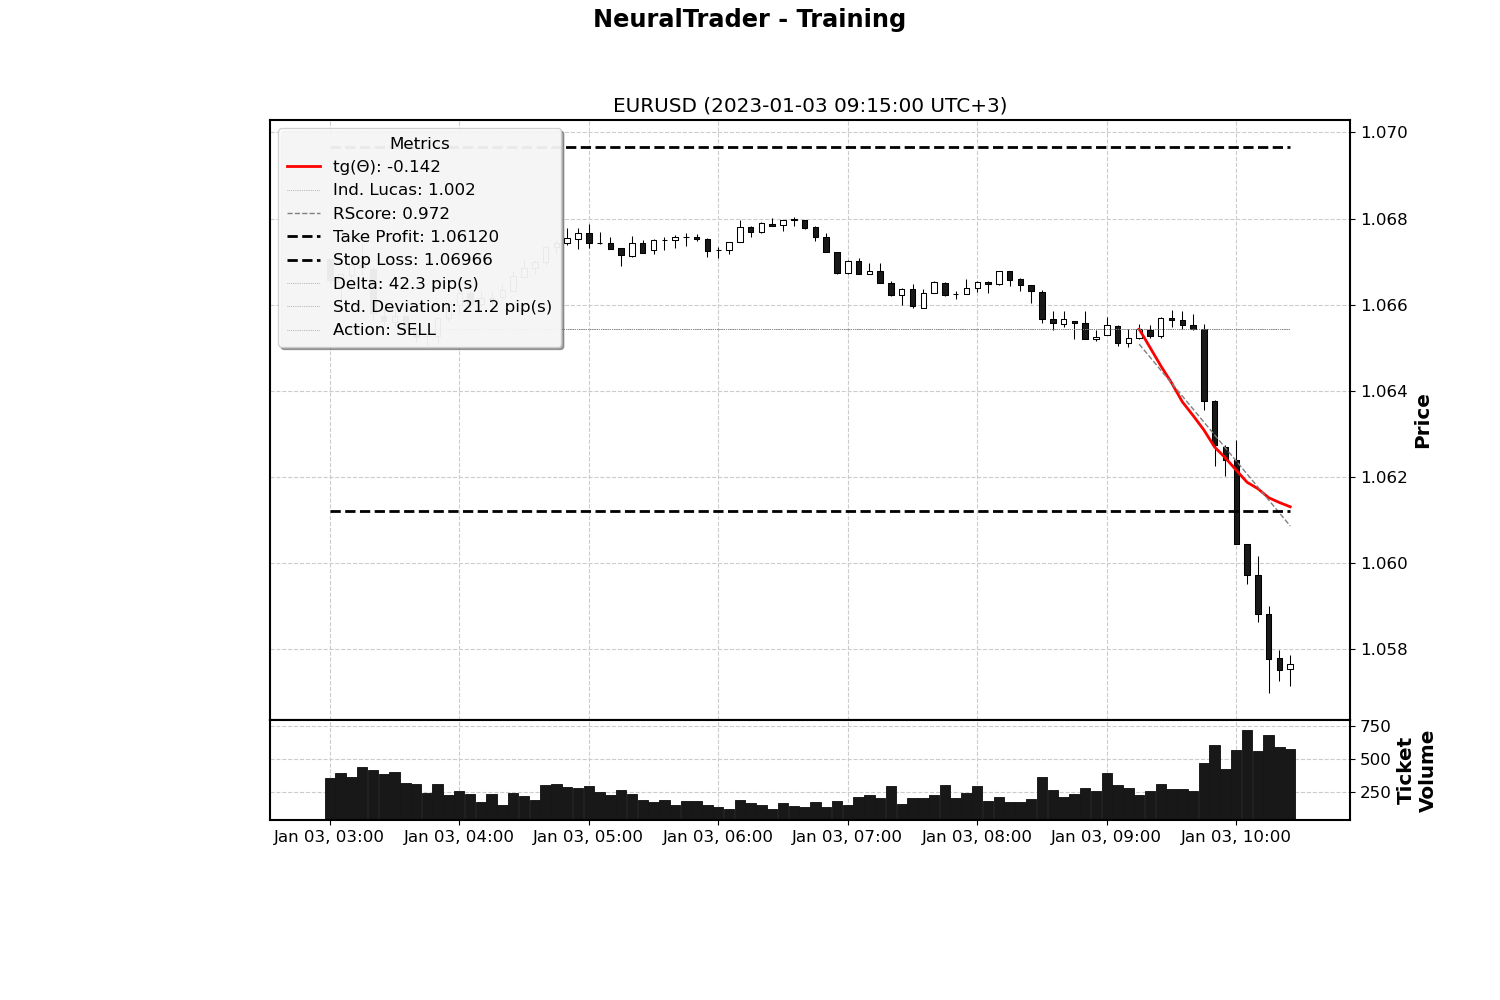 NeuralTrader - Training
EURUSD (2023-01-03 09:15:00 UTC+3)
Metrics
tg(Θ): -0.142
Ind. Lucas: 1.002
RScore: 0.972
Take Profit: 1.06120
Stop Loss: 1.06966
Delta: 42.3 pip(s)
Std. Deviation: 21.2 pip(s)
Action: SELL
1.070
1.068
1.066
1.064
1.062
1.060
1.058
Price
750
500
250
Ticket
Volume
Jan 03, 03:00
Jan 03, 04:00
Jan 03, 05:00
Jan 03, 06:00
Jan 03, 07:00
Jan 03, 08:00
Jan 03, 09:00
Jan 03, 10:00